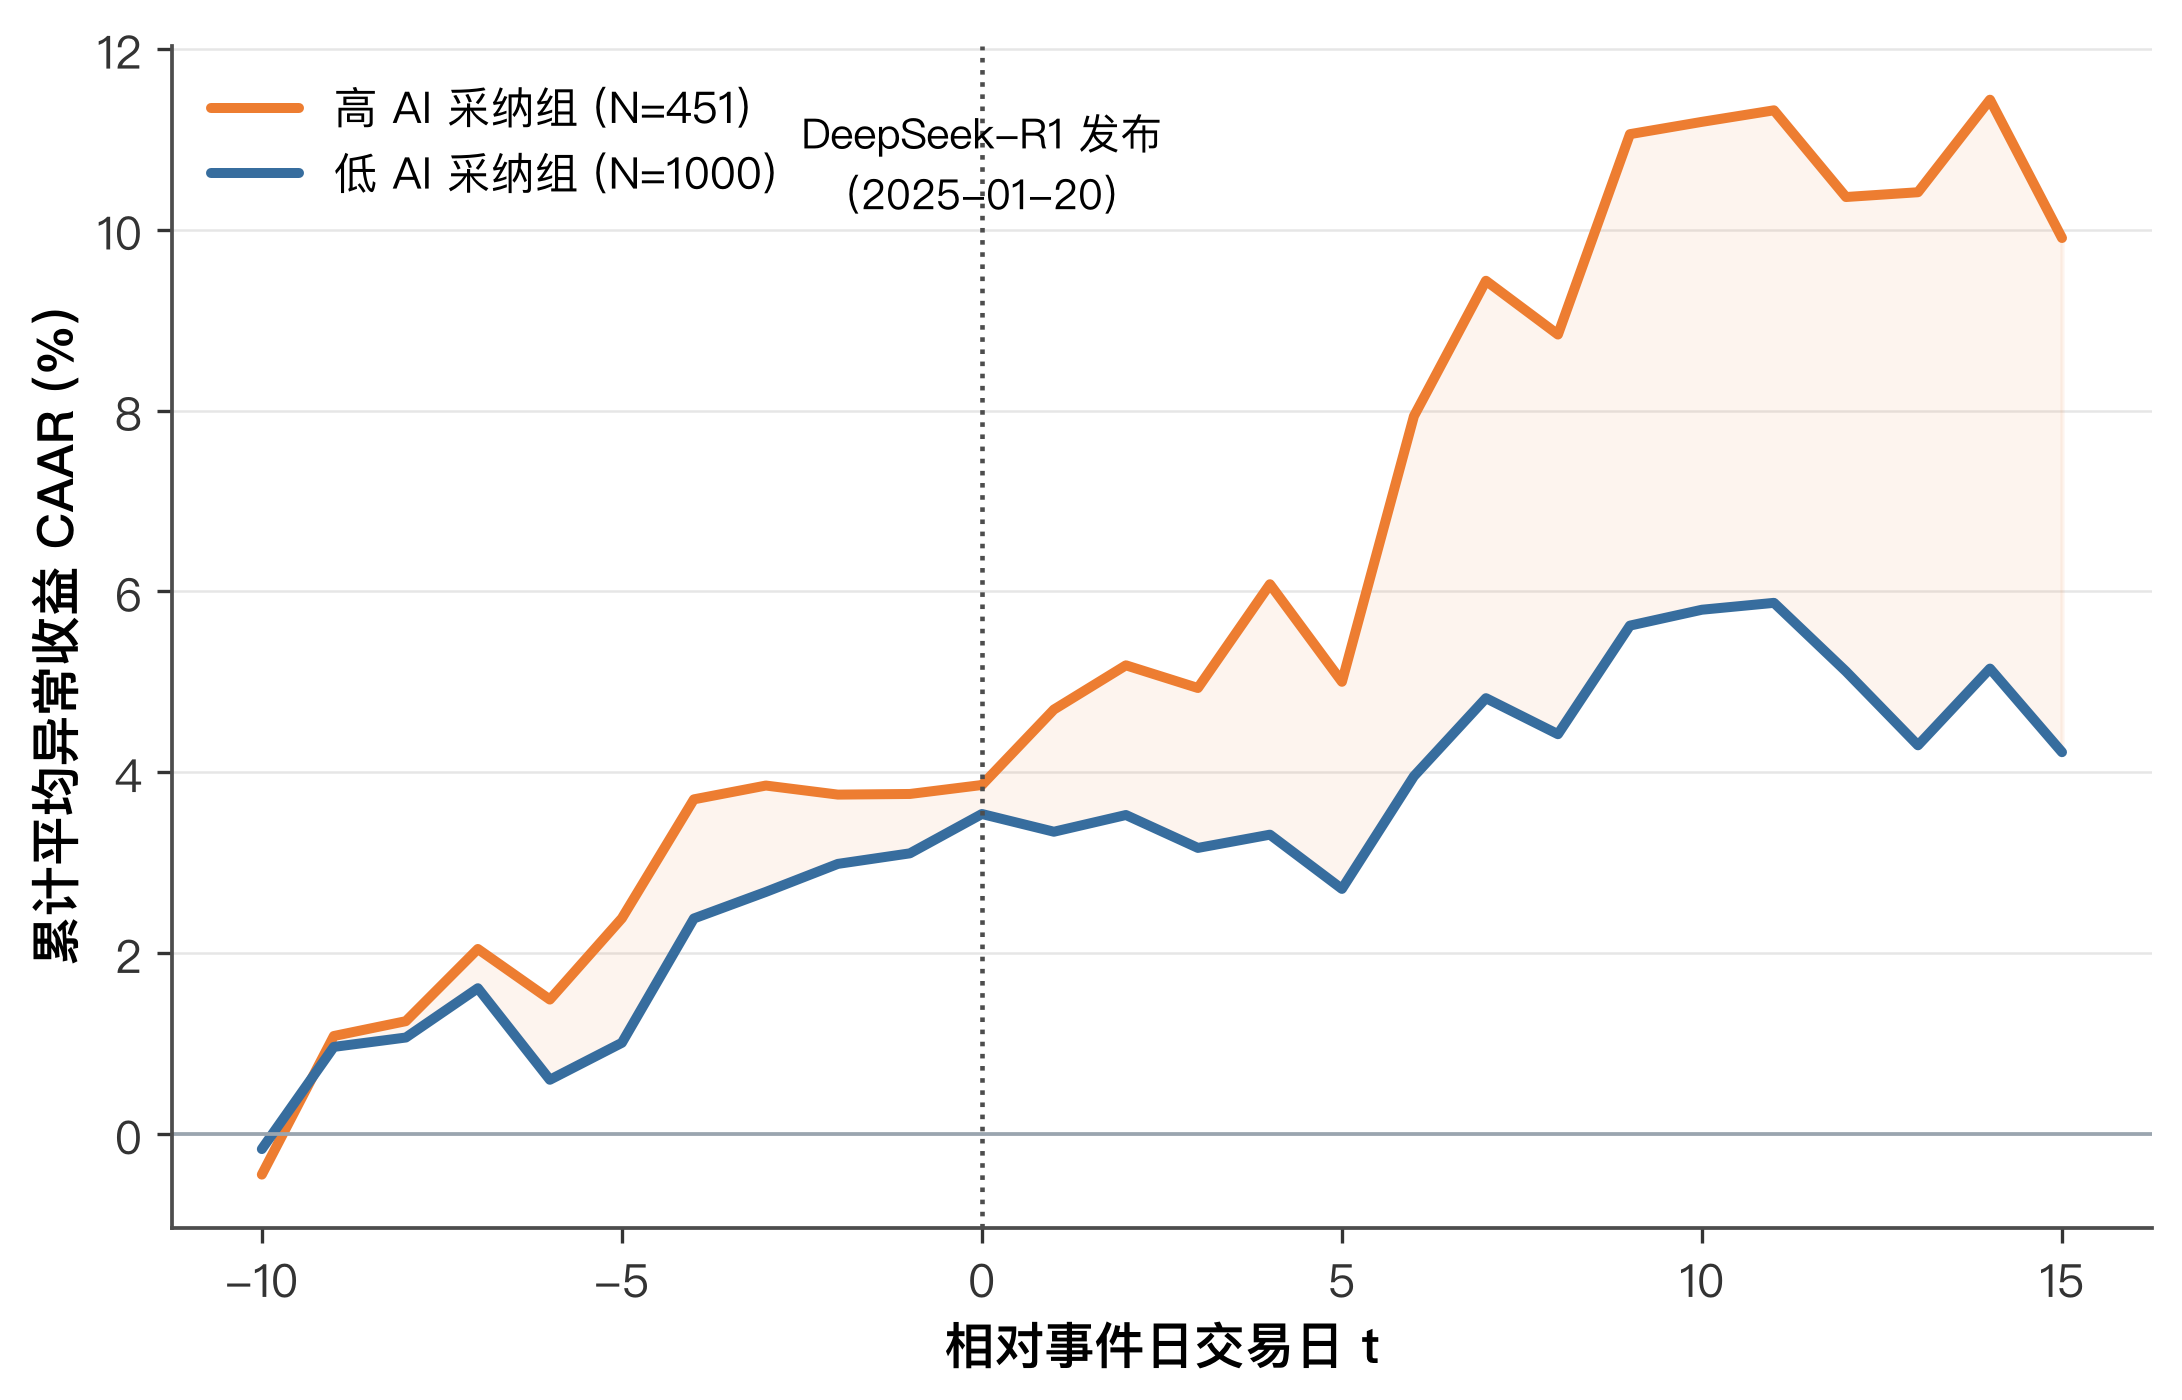 高 AI 采纳组 (N=451)
低 AI 采纳组 (N=1000)
DeepSeek–R1 发布
(2025–01–20)
累计平均异常收益 CAAR (%)
12
10
8
6
4
2
0
–10
–5
0
5
10
15
相对事件日交易日 t